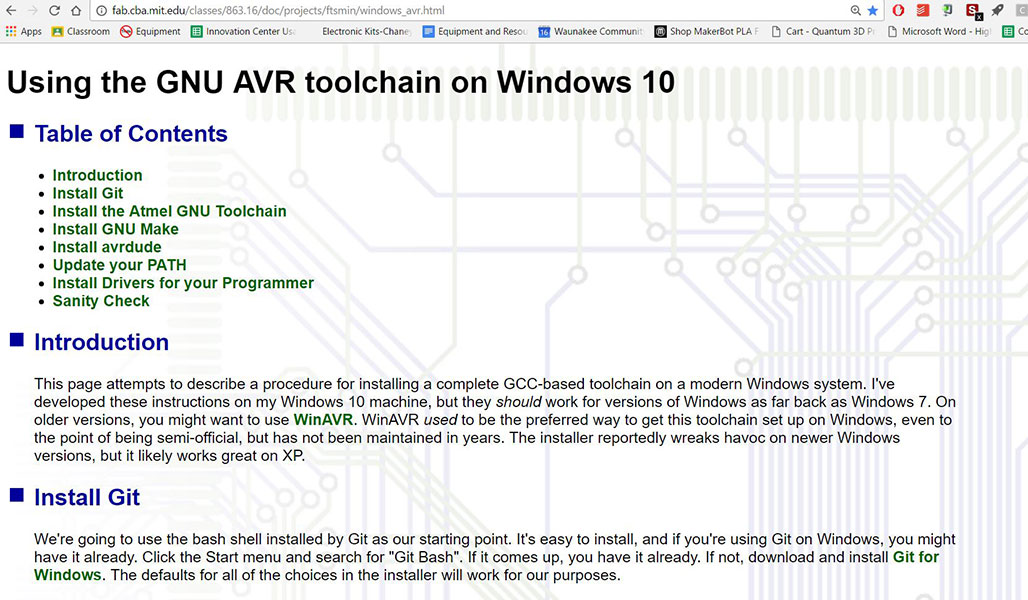 fab.cba.mit.edu/classes/863.16/doc/projects/ftsmin/windows_avr.html
Apps Classroom Equipment Innovation Center Usa Electronic Kits-Chaney Equipment and Resou 16 Waunakee Communit Shop MakerBot PLA F Cart - Quantum 3D Pr Microsoft Word - High Co
Using the GNU AVR toolchain on Windows 10
Table of Contents
Introduction
Install Git
Install the Atmel GNU Toolchain
Install GNU Make
Install avrdude
Update your PATH
Install Drivers for your Programmer
Sanity Check
Introduction
This page attempts to describe a procedure for installing a complete GCC-based toolchain on a modern Windows system. I've
developed these instructions on my Windows 10 machine, but they should work for versions of Windows as far back as Windows 7. On
older versions, you might want to use WinAVR. WinAVR used to be the preferred way to get this toolchain set up on Windows, even to
the point of being semi-official, but has not been maintained in years. The installer reportedly wreaks havoc on newer Windows
versions, but it likely works great on XP.
Install Git
We're going to use the bash shell installed by Git as our starting point. It's easy to install, and if you're using Git on Windows, you might
have it already. Click the Start menu and search for "Git Bash". If it comes up, you have it already. If not, download and install Git for
Windows. The defaults for all of the choices in the installer will work for our purposes.